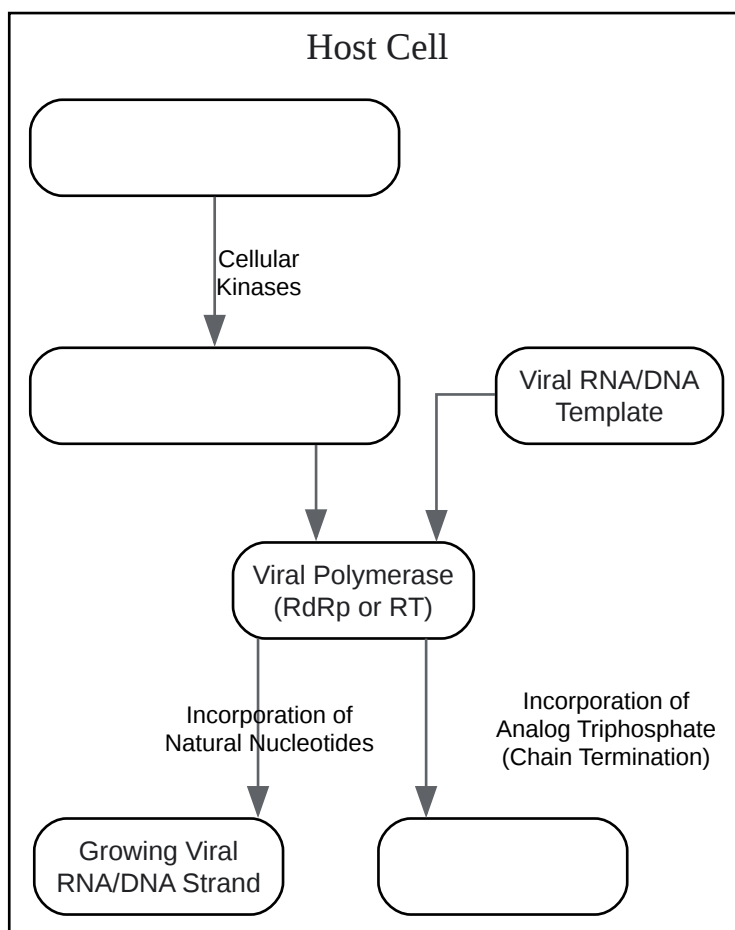 Host Cell
Cellular
Kinases
Viral RNA/DNA
Template
Viral Polymerase
(RdRp or RT)
Incorporation of
Natural Nucleotides
Incorporation of
Analog Triphosphate
(Chain Termination)
Growing Viral
RNA/DNA Strand